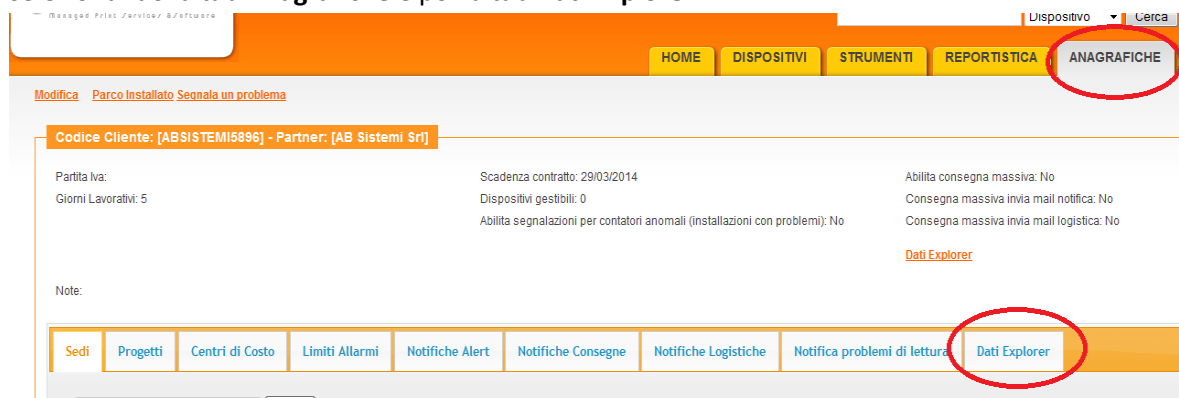 Managed Print Services & Software
Dispositivo Cerca
HOME DISPOSITIVI STRUMENTI REPORTISTICA ANAGRAFICHE
Modifica Parco Installato Segnala un problema
Codice Cliente: [ABSISTEMI5896] - Partner: [AB Sistemi Srl]
Partita Iva: Scadenza contratto: 29/03/2014 Abilita consegna massiva: No
Giorni Lavorativi: 5 Dispositivi gestibili: 0 Consegna massiva invia mail notifica: No
Abilita segnalazioni per contatori anomali (installazioni con problemi): No Consegna massiva invia mail logistica: No
Dati Explorer
Note:
Sedi Progetti Centri di Costo Limiti Allarmi Notifiche Alert Notifiche Consegne Notifiche Logistiche Notifica problemi di lettura Dati Explorer